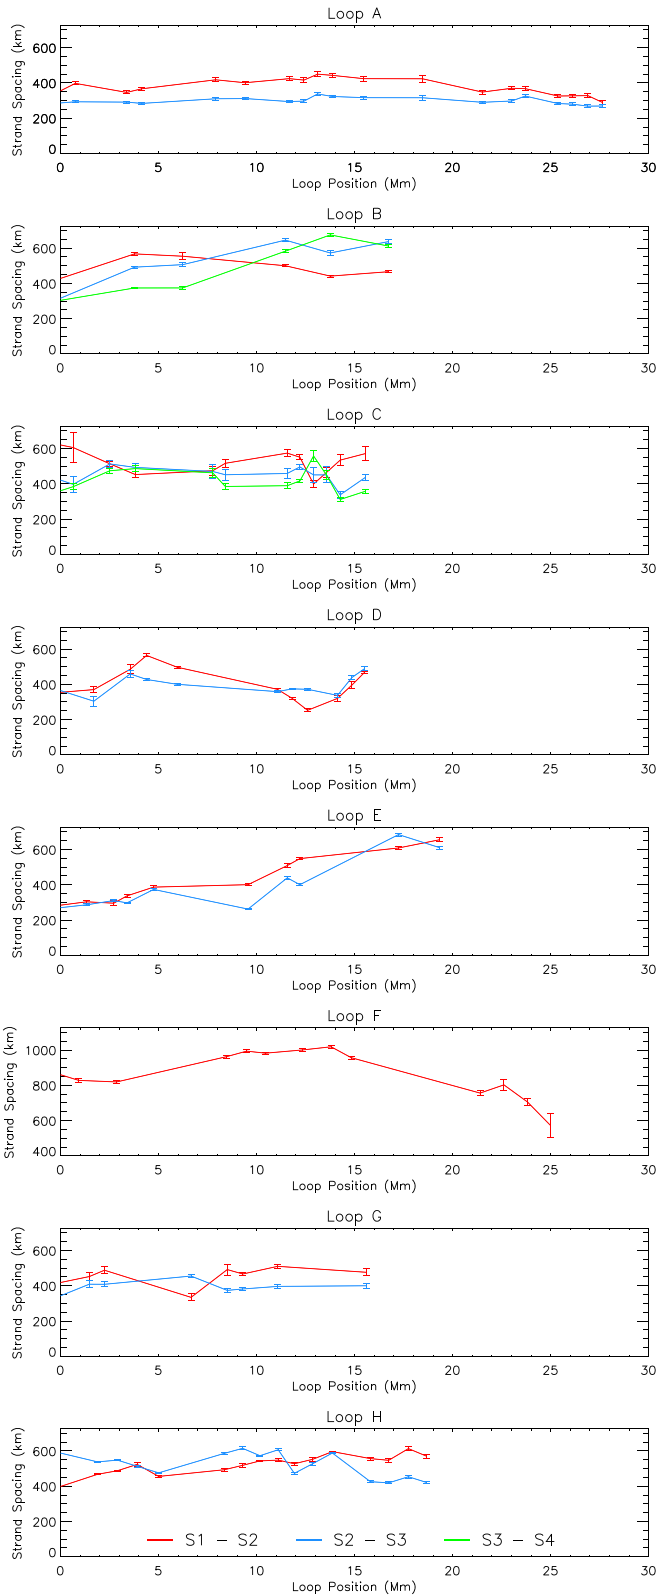 Loop A
Strand Spacing (km)
600
400
200
0
0 5 10 15 20 25 30
Loop Position (Mm)
Loop B
Strand Spacing (km)
600
400
200
0
0 5 10 15 20 25 30
Loop Position (Mm)
Loop C
Strand Spacing (km)
600
400
200
0
0 5 10 15 20 25 30
Loop Position (Mm)
Loop D
Strand Spacing (km)
600
400
200
0
0 5 10 15 20 25 30
Loop Position (Mm)
Loop E
Strand Spacing (km)
600
400
200
0
0 5 10 15 20 25 30
Loop Position (Mm)
Loop F
Strand Spacing (km)
1000
800
600
400
0 5 10 15 20 25 30
Loop Position (Mm)
Loop G
Strand Spacing (km)
600
400
200
0
0 5 10 15 20 25 30
Loop Position (Mm)
Loop H
Strand Spacing (km)
600
400
200
0
S1 – S2 S2 – S3 S3 – S4
0 5 10 15 20 25 30
Loop Position (Mm)